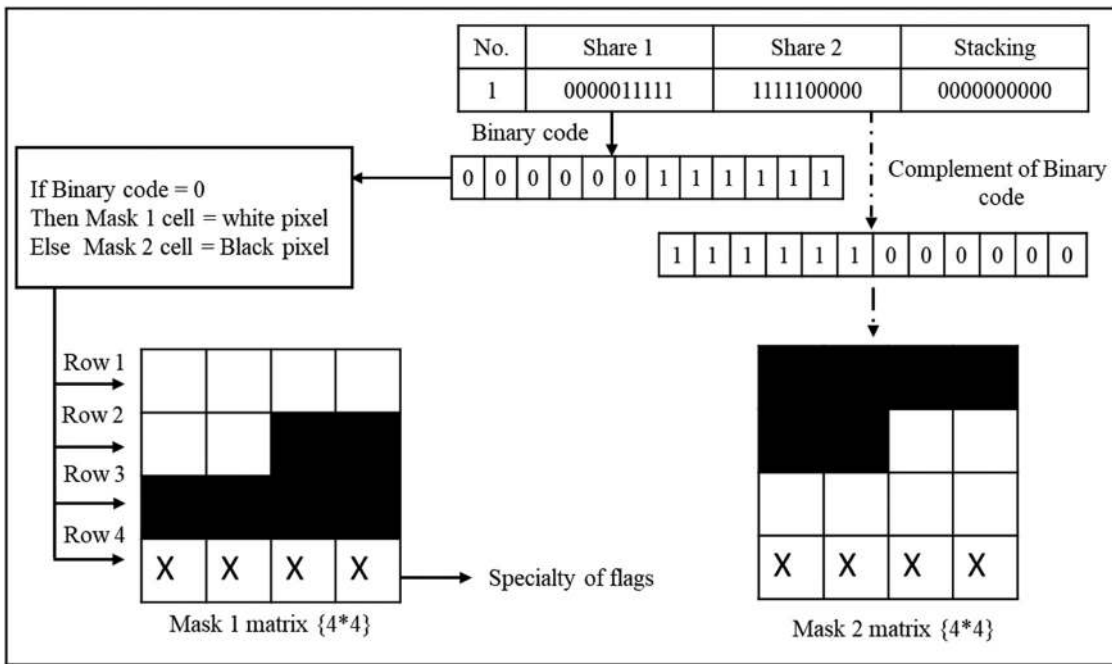 No. Share 1 Share 2 Stacking
1 0000011111 1111100000 0000000000
Binary code
0 0 0 0 0 0 1 1 1 1 1 1
Complement of Binary
code
1 1 1 1 1 1 0 0 0 0 0 0
If Binary code = 0
Then Mask 1 cell = white pixel
Else Mask 2 cell = Black pixel
Row 1
Row 2
Row 3
Row 4
X X X X
Specialty of flags
Mask 1 matrix {4*4}
X X X X
Mask 2 matrix {4*4}